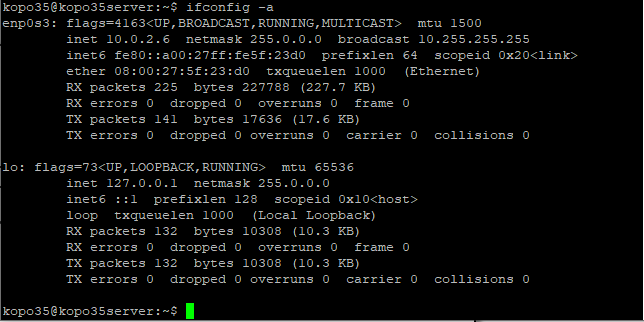 kopo35@kopo35server:~$ ifconfig -a
enp0s3: flags=4163<UP,BROADCAST,RUNNING,MULTICAST>  mtu 1500
        inet 10.0.2.6  netmask 255.0.0.0  broadcast 10.255.255.255
        inet6 fe80::a00:27ff:fe5f:23d0  prefixlen 64  scopeid 0x20<link>
        ether 08:00:27:5f:23:d0  txqueuelen 1000  (Ethernet)
        RX packets 225  bytes 227788 (227.7 KB)
        RX errors 0  dropped 0  overruns 0  frame 0
        TX packets 141  bytes 17636 (17.6 KB)
        TX errors 0  dropped 0 overruns 0  carrier 0  collisions 0

lo: flags=73<UP,LOOPBACK,RUNNING>  mtu 65536
        inet 127.0.0.1  netmask 255.0.0.0
        inet6 ::1  prefixlen 128  scopeid 0x10<host>
        loop  txqueuelen 1000  (Local Loopback)
        RX packets 132  bytes 10308 (10.3 KB)
        RX errors 0  dropped 0  overruns 0  frame 0
        TX packets 132  bytes 10308 (10.3 KB)
        TX errors 0  dropped 0 overruns 0  carrier 0  collisions 0

kopo35@kopo35server:~$